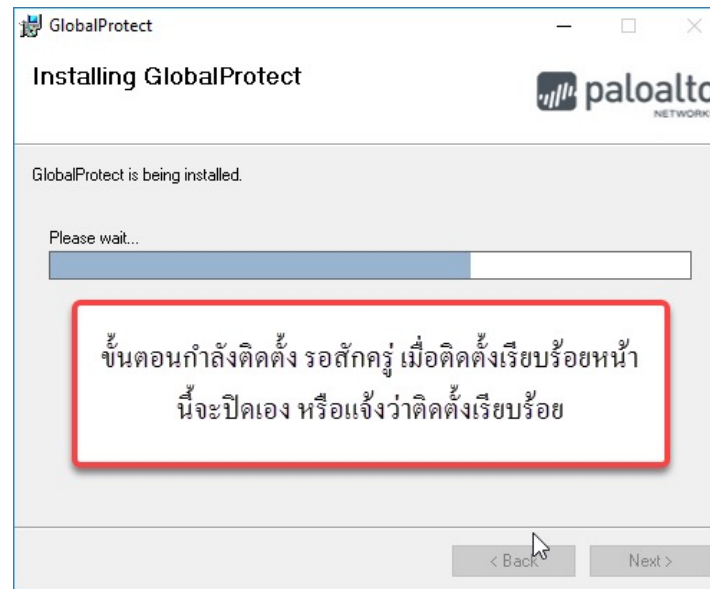 GlobalProtect
Installing GlobalProtect
paloalto
NETWORKS
GlobalProtect is being installed.
Please wait...
ขั้นตอนกำลังติดตั้ง รอสักครู่ เมื่อติดตั้งเรียบร้อยหน้า
นี้จะปิดเอง หรือแจ้งว่าติดตั้งเรียบร้อย
< Back
Next >